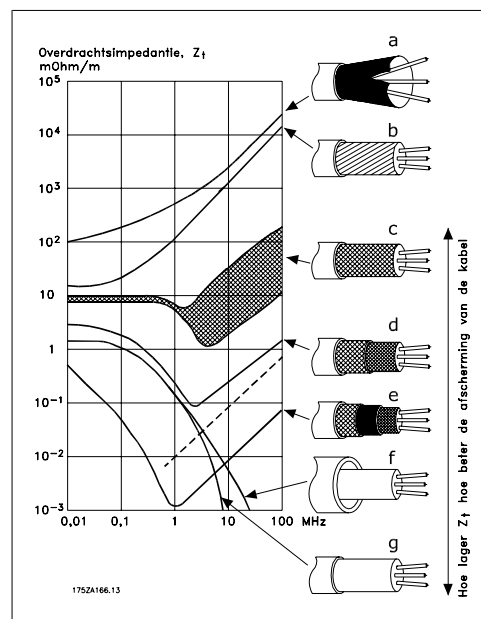 Overdrachtsimpedantie, Zt
mOhm/m
10⁵
10⁴
10³
10²
10
1
10⁻¹
10⁻²
10⁻³
0,01 0,1 1 10 100
MHz
a
b
c
d
e
f
g
Hoe lager Zt hoe beter de afscherming van de kabel
175ZA166.13